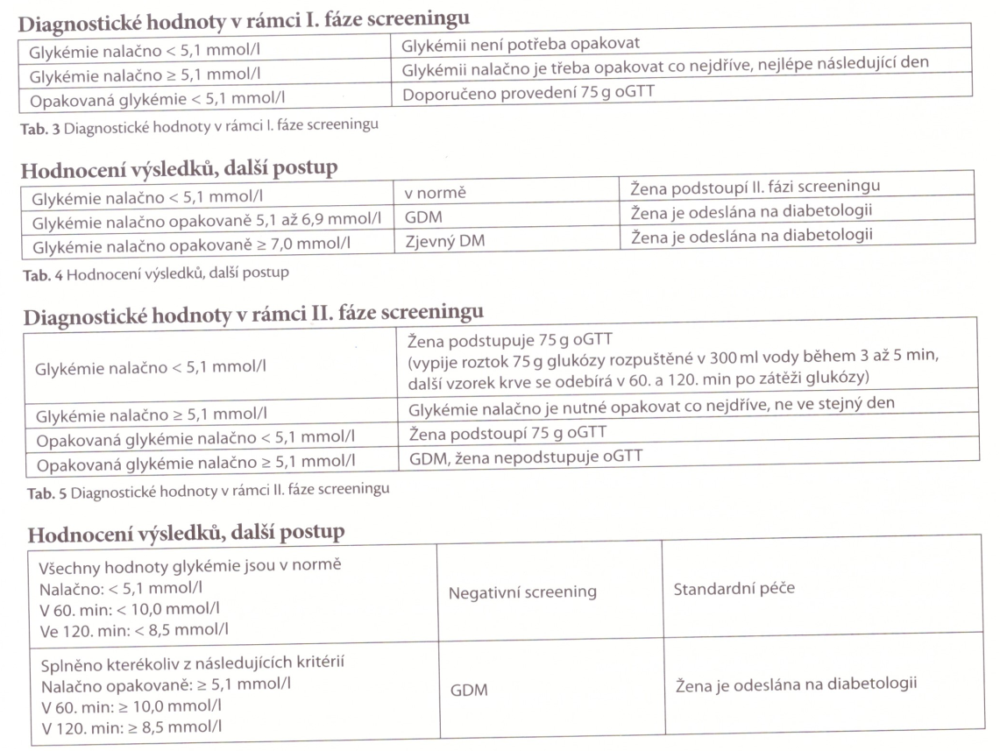 Diagnostické hodnoty v rámci I. fáze screeningu
Glykémie nalačno < 5,1 mmol/l Glykémii není potřeba opakovat
Glykémie nalačno ≥ 5,1 mmol/l Glykémii nalačno je třeba opakovat co nejdříve, nejlépe následující den
Opakovaná glykémie < 5,1 mmol/l Doporučeno provedení 75 g oGTT
Tab. 3 Diagnostické hodnoty v rámci I. fáze screeningu
Hodnocení výsledků, další postup
Glykémie nalačno < 5,1 mmol/l v normě Žena podstoupí II. fázi screeningu
Glykémie nalačno opakovaně 5,1 až 6,9 mmol/l GDM Žena je odeslána na diabetologii
Glykémie nalačno opakovaně ≥ 7,0 mmol/l Zjevný DM Žena je odeslána na diabetologii
Tab. 4 Hodnocení výsledků, další postup
Diagnostické hodnoty v rámci II. fáze screeningu
Glykémie nalačno < 5,1 mmol/l
Žena podstupuje 75 g oGTT
(vypije roztok 75 g glukózy rozpuštěné v 300 ml vody během 3 až 5 min,
další vzorek krve se odebírá v 60. a 120. min po zátěži glukózy)
Glykémie nalačno ≥ 5,1 mmol/l Glykémie nalačno je nutné opakovat co nejdříve, ne ve stejný den
Opakovaná glykémie nalačno < 5,1 mmol/l Žena podstoupí 75 g oGTT
Opakovaná glykémie nalačno ≥ 5,1 mmol/l GDM, žena nepodstupuje oGTT
Tab. 5 Diagnostické hodnoty v rámci II. fáze screeningu
Hodnocení výsledků, další postup
Všechny hodnoty glykémie jsou v normě
Nalačno: < 5,1 mmol/l
V 60. min: < 10,0 mmol/l
Ve 120. min: < 8,5 mmol/l
Negativní screening
Standardní péče
Splněno kterékoliv z následujících kritérií
Nalačno opakovaně: ≥ 5,1 mmol/l
V 60. min: ≥ 10,0 mmol/l
V 120. min: ≥ 8,5 mmol/l
GDM
Žena je odeslána na diabetologii